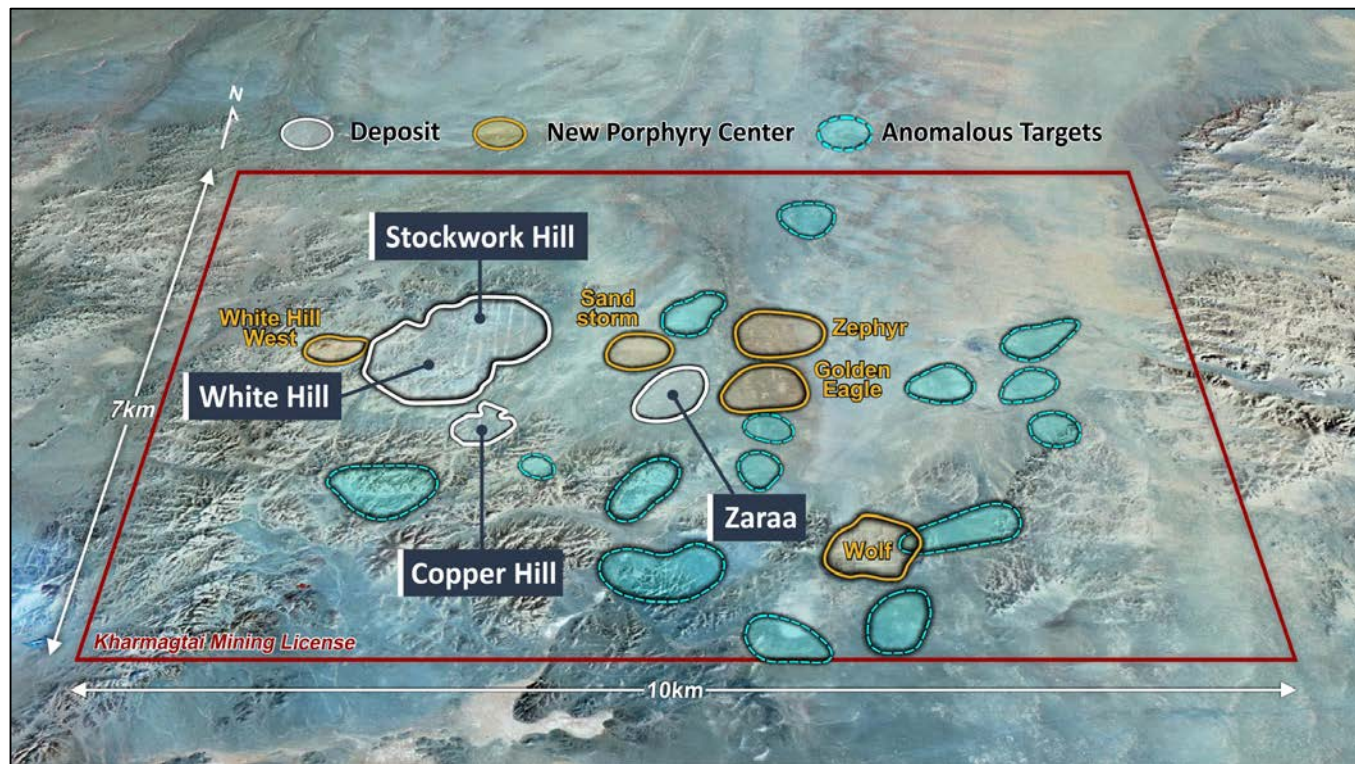 N
Deposit
New Porphyry Center
Anomalous Targets
Stockwork Hill
White Hill
West
Sand
storm
Zephyr
Golden
Eagle
White Hill
7km
Zaraa
Wolf
Copper Hill
Kharmagtai Mining License
10km